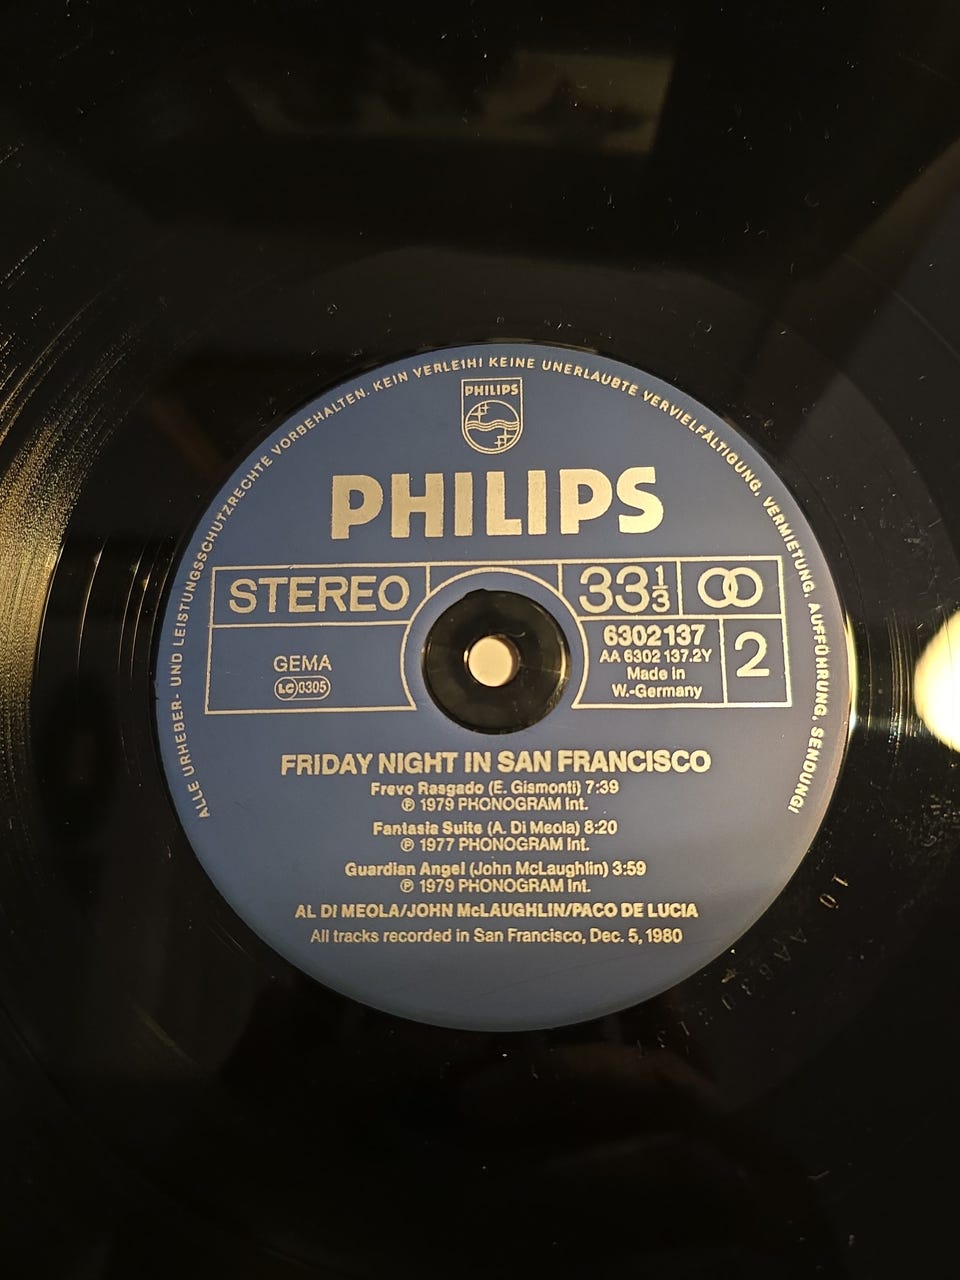 ALLE URHEBER- UND LEISTUNGSSCHUTZRECHTE VORBEHALTEN. KEIN VERLEIH! KEINE UNERLAUBTE VERVIELFÄLTIGUNG, VERMIETUNG, AUFFÜHRUNG, SENDUNG!
PHILIPS
PHILIPS
STEREO
33 1/3
GEMA
LC 0305
6302137
AA 6302 137.2Y
Made in
W.-Germany
2
FRIDAY NIGHT IN SAN FRANCISCO
Frevo Rasgado (E. Gismonti) 7:39
℗ 1979 PHONOGRAM Int.
Fantasia Suite (A. Di Meola) 8:20
℗ 1977 PHONOGRAM Int.
Guardian Angel (John McLaughlin) 3:59
℗ 1979 PHONOGRAM Int.
AL DI MEOLA/JOHN McLAUGHLIN/PACO DE LUCIA
All tracks recorded in San Francisco, Dec. 5, 1980